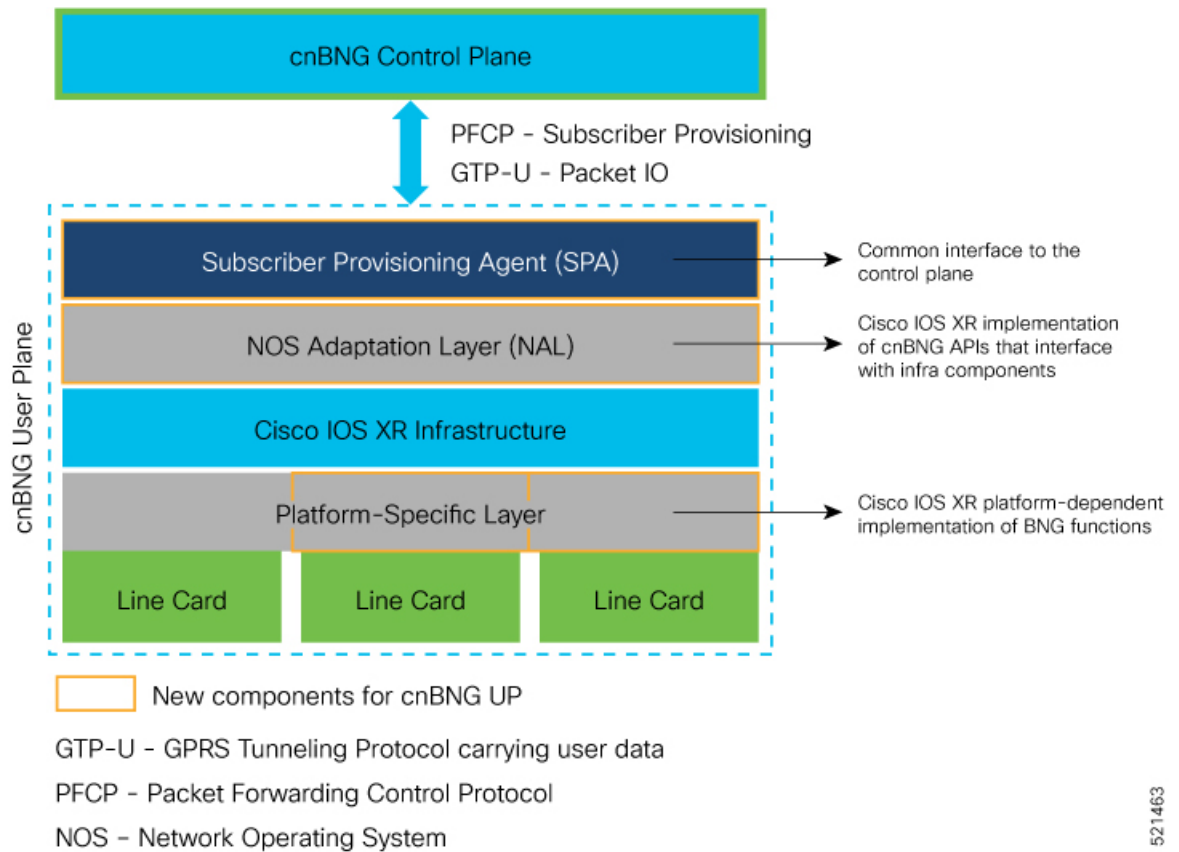 cnBNG Control Plane
PFCP - Subscriber Provisioning
GTP-U - Packet IO
cnBNG User Plane
Subscriber Provisioning Agent (SPA)
Common interface to the
control plane
NOS Adaptation Layer (NAL)
Cisco IOS XR implementation
of cnBNG APIs that interface
with infra components
Cisco IOS XR Infrastructure
Platform-Specific Layer
Cisco IOS XR platform-dependent
implementation of BNG functions
Line Card
Line Card
Line Card
New components for cnBNG UP
GTP-U - GPRS Tunneling Protocol carrying user data
PFCP - Packet Forwarding Control Protocol
NOS - Network Operating System
521463